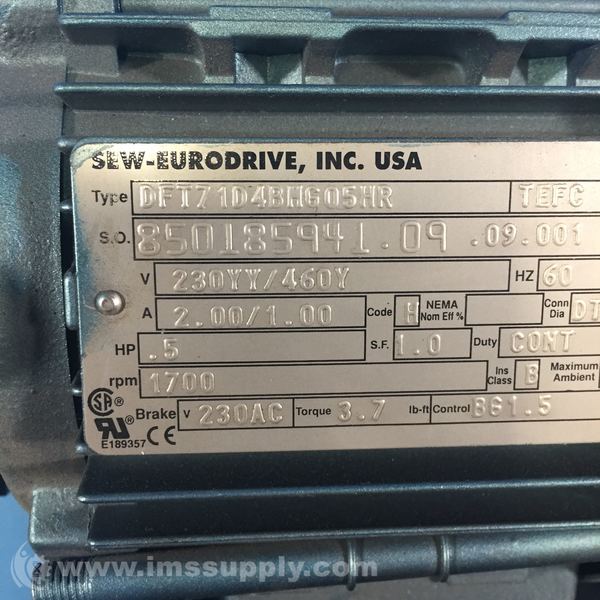 SEW-EURODRIVE, INC. USA
Type DFT71D4BMG05HR TEFC
S.O. 850185941.09 .09.001
V 230YY/460Y HZ 60
A 2.00/1.00 Code H NEMA Nom Eff % Conn Dia DT
HP .5 S.F. 1.0 Duty CONT
rpm 1700 Ins Class B Maximum Ambient
Brake V 230AC Torque 3.7 lb-ft Control BG1.5
E189357 CE
www.imssupply.com